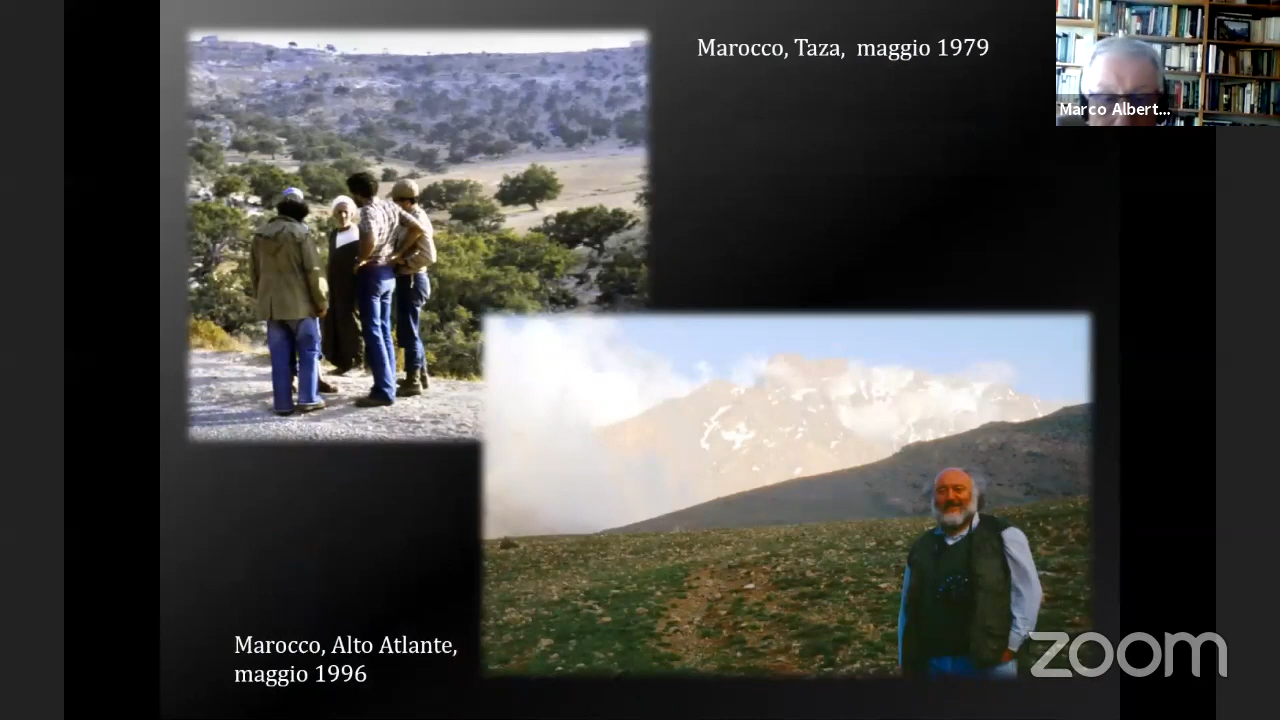 Marocco, Taza, maggio 1979
Marco Albert...
Marocco, Alto Atlante,
maggio 1996
zoom